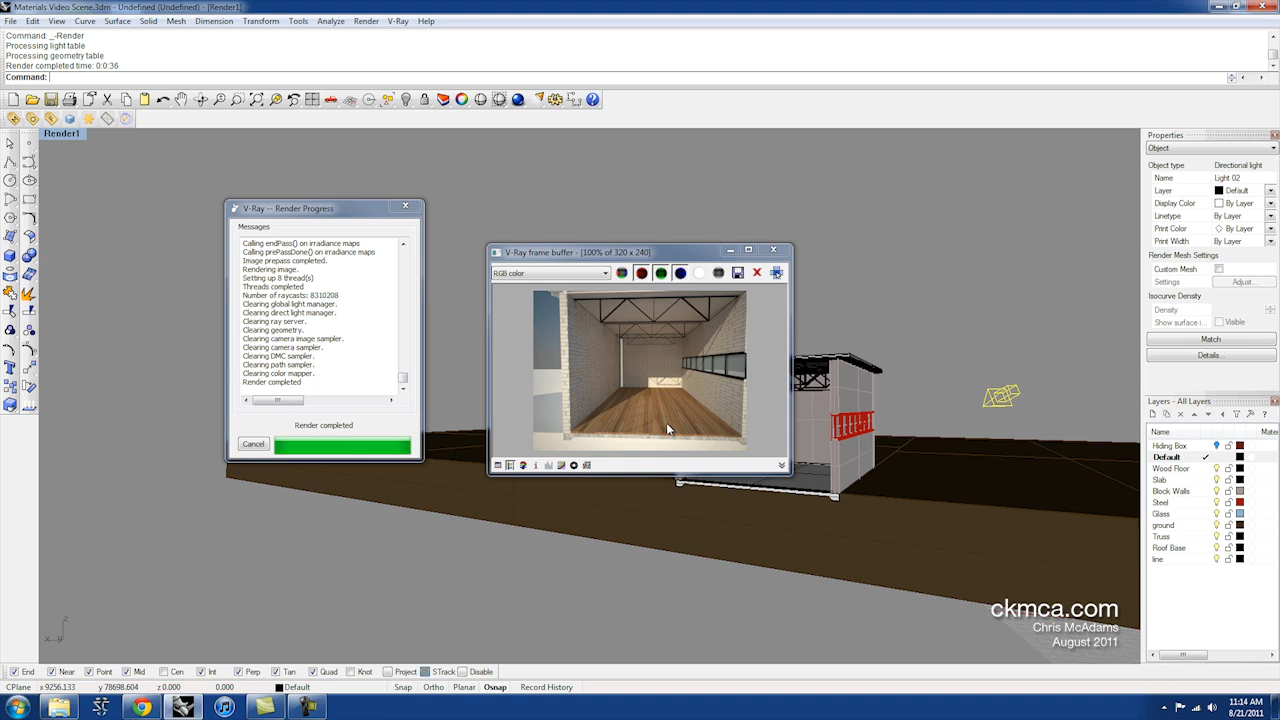 Materials Video Scene.3dm - Undefined (Undefined) - [Render1]
File Edit View Curve Surface Solid Mesh Dimension Transform Tools Analyze Render V-Ray Help
Command: _-Render
Processing light table
Processing geometry table
Render completed time: 0:0:36
Command:
Render1
V-Ray -- Render Progress
Messages
Calling endPass() on irradiance maps
Calling prePassDone() on irradiance maps
Image prepass completed.
Rendering image.
Setting up 8 thread(s)
Threads completed
Number of raycasts: 8310208
Clearing global light manager.
Clearing direct light manager.
Clearing ray server.
Clearing geometry.
Clearing camera image sampler.
Clearing camera sampler.
Clearing DMC sampler.
Clearing path sampler.
Clearing color mapper.
Render completed
Render completed
Cancel
V-Ray frame buffer - [100% of 320 x 240]
RGB color
Properties
Object
Object type Directional light
Name Light 02
Layer Default
Display Color By Layer
Linetype By Layer
Print Color By Layer
Print Width By Layer
Render Mesh Settings
Custom Mesh
Settings Adjust...
Isocurve Density
Density
Show surface i... Visible
Match
Details...
Layers - All Layers
Name Mater
Hiding Box
Default
Wood Floor
Slab
Block Walls
Steel
Glass
ground
Truss
Roof Base
line
ckmca.com
Chris McAdams
August 2011
z
x y
End Near Point Mid Cen Int Perp Tan Quad Knot Project STrack Disable
CPlane x 9256.133 y 78698.604 z 0.000 0.000 Default Snap Ortho Planar Osnap Record History
11:14 AM
8/21/2011